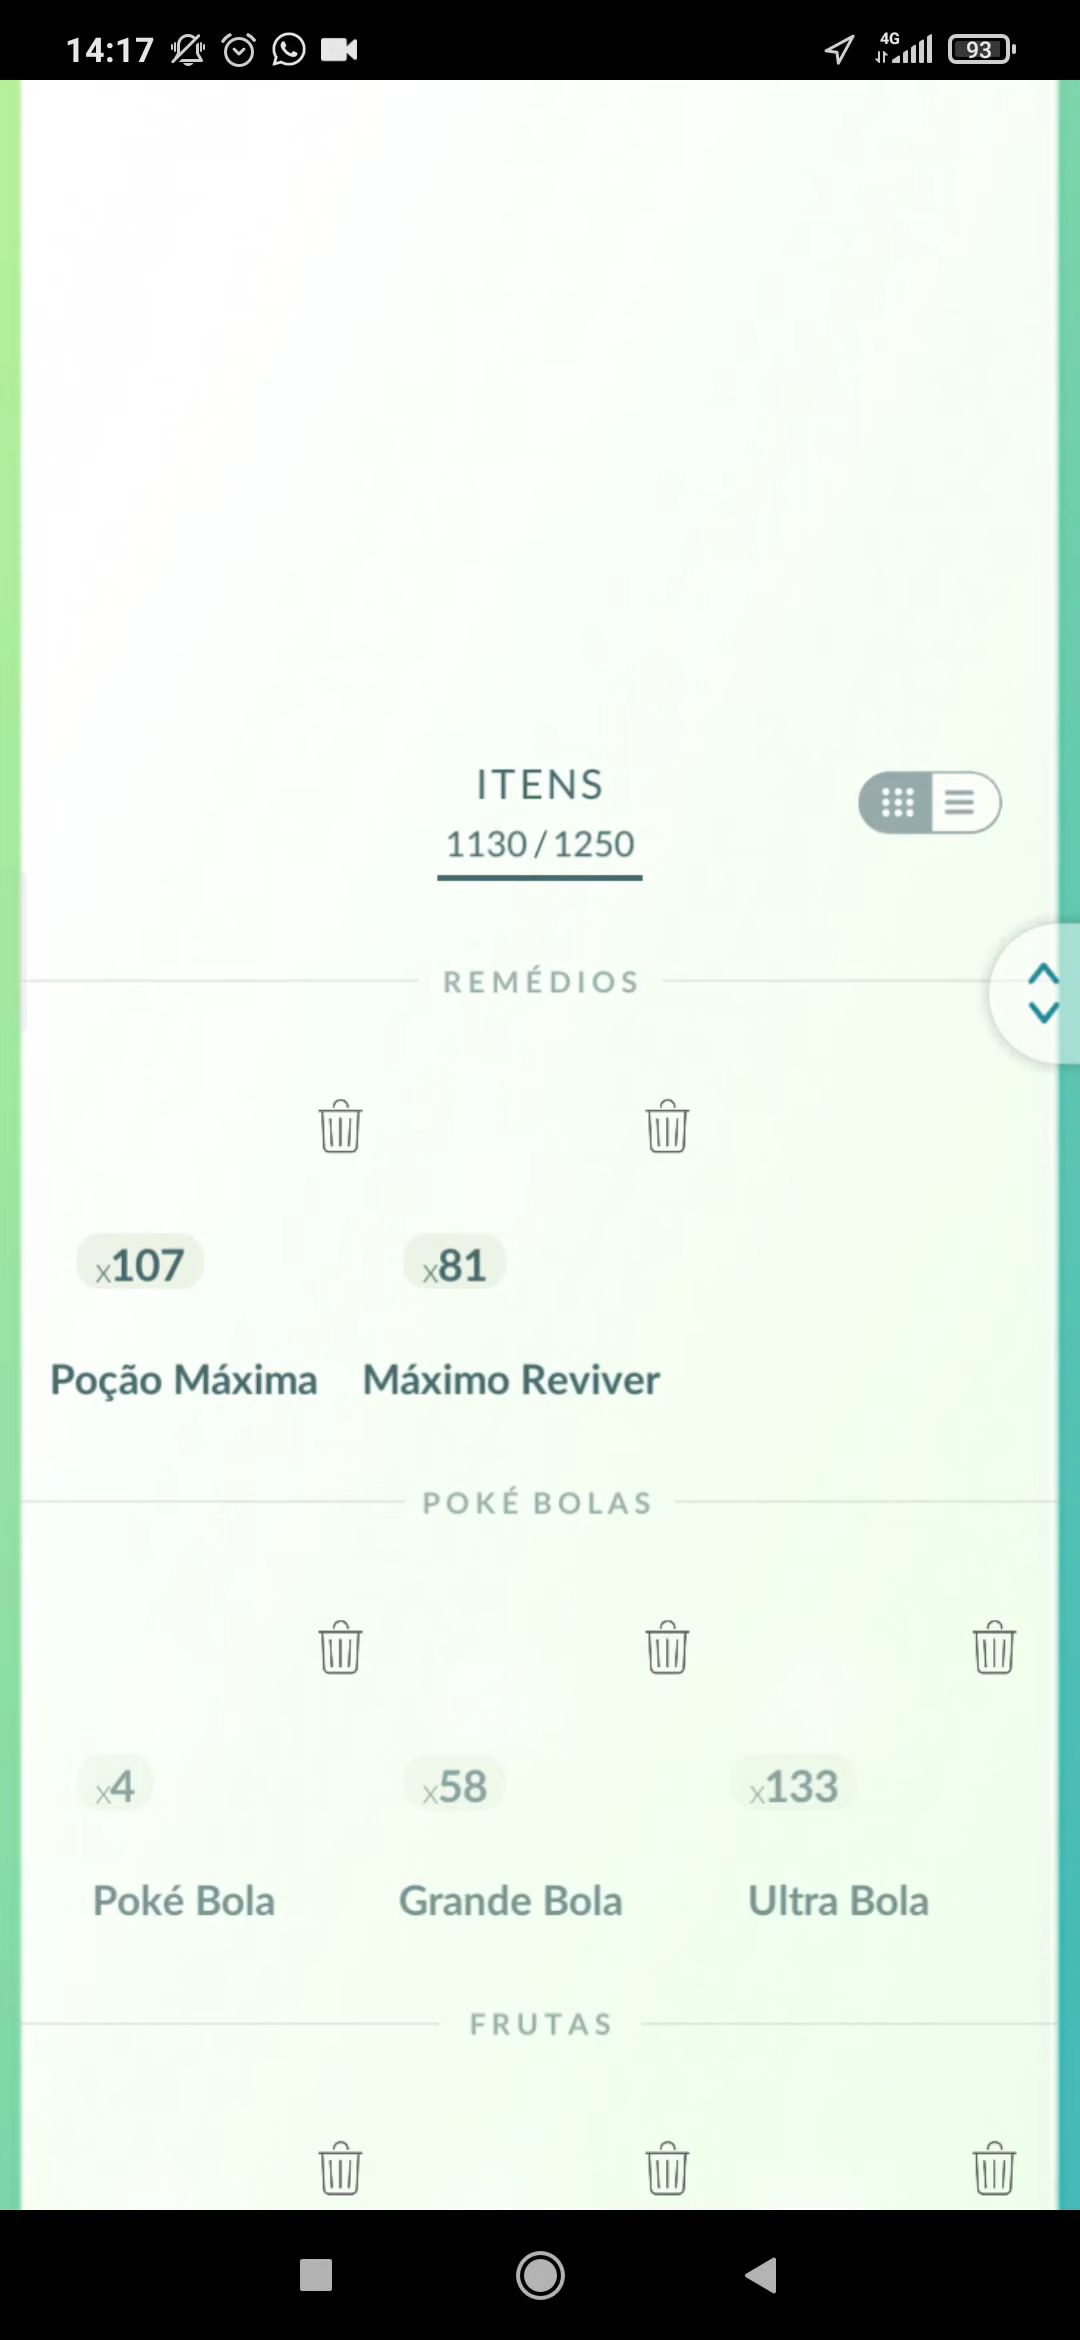 14:17
4G
93
ITENS
1130/1250
REMÉDIOS
x107
x81
Poção Máxima
Máximo Reviver
POKÉ BOLAS
x4
x58
x133
Poké Bola
Grande Bola
Ultra Bola
FRUTAS